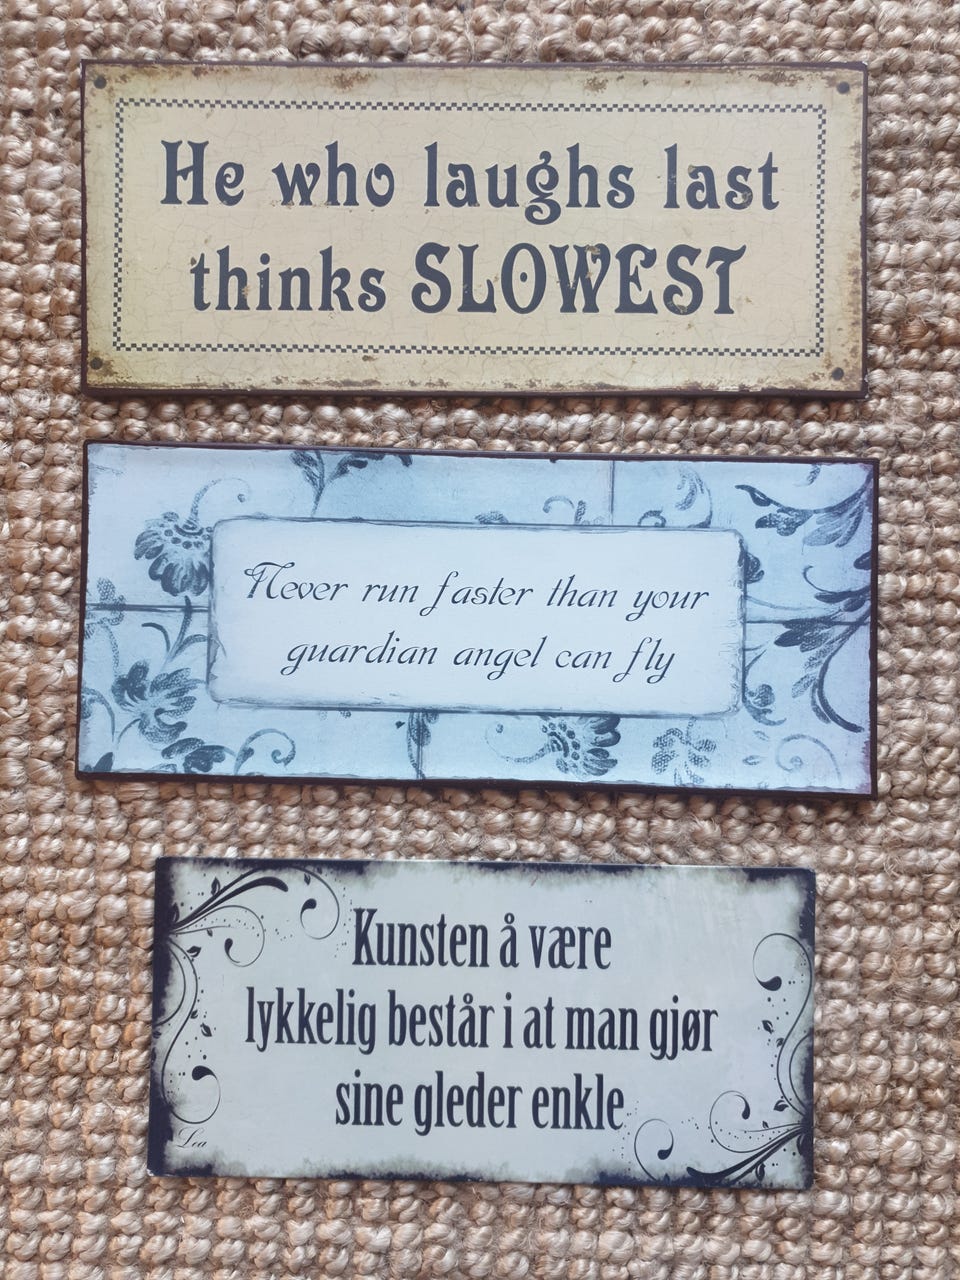 He who laughs last
thinks SLOWEST
Never run faster than your
guardian angel can fly
Kunsten å være
lykkelig består i at man gjør
sine gleder enkle
Lea